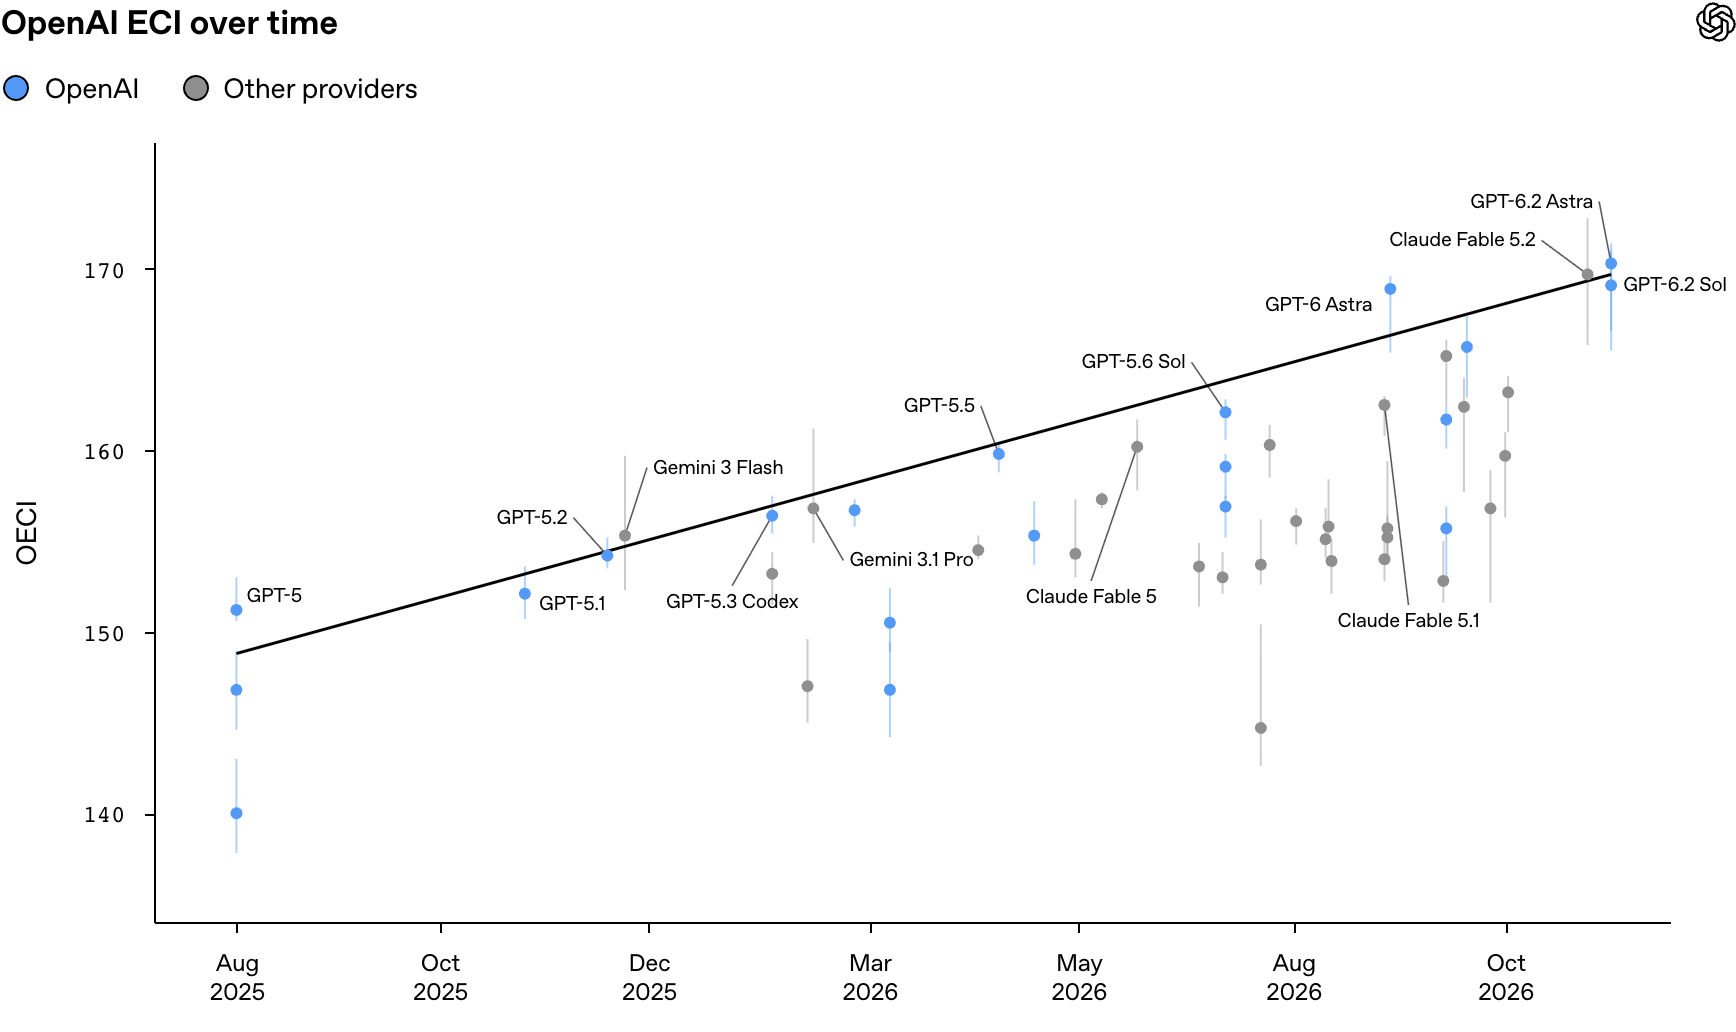 OpenAI ECI over time
OpenAI
Other providers
GPT-6.2 Astra
Claude Fable 5.2
170
GPT-6.2 Sol
GPT-6 Astra
GPT-5.6 Sol
GPT-5.5
160
Gemini 3 Flash
GPT-5.2
OECI
Gemini 3.1 Pro
GPT-5
GPT-5.1
GPT-5.3 Codex
Claude Fable 5
Claude Fable 5.1
150
140
Aug
2025
Oct
2025
Dec
2025
Mar
2026
May
2026
Aug
2026
Oct
2026